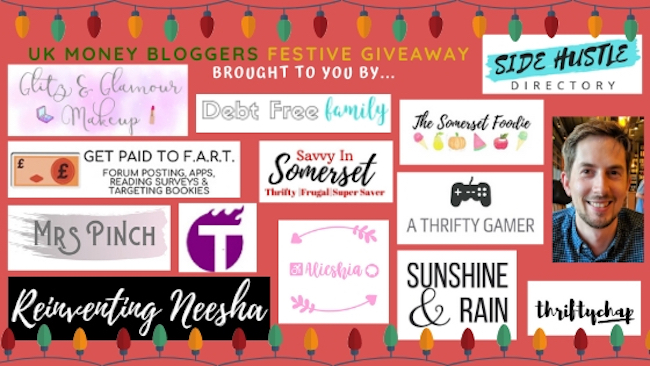 UK MONEY BLOGGERS FESTIVE GIVEAWAY
BROUGHT TO YOU BY...
SIDE HUSTLE
DIRECTORY
Glitz & Glamour
Makeup
Debt Free family
The Somerset Foodie
£
£
GET PAID TO F.A.R.T.
FORUM POSTING, APPS,
READING SURVEYS &
TARGETING BOOKIES
Savvy In
Somerset
Thrifty |Frugal|Super Saver
A THRIFTY GAMER
MRS PINCH
T
Alieshia
SUNSHINE
& RAIN
Reinventing Neesha
thriftychap